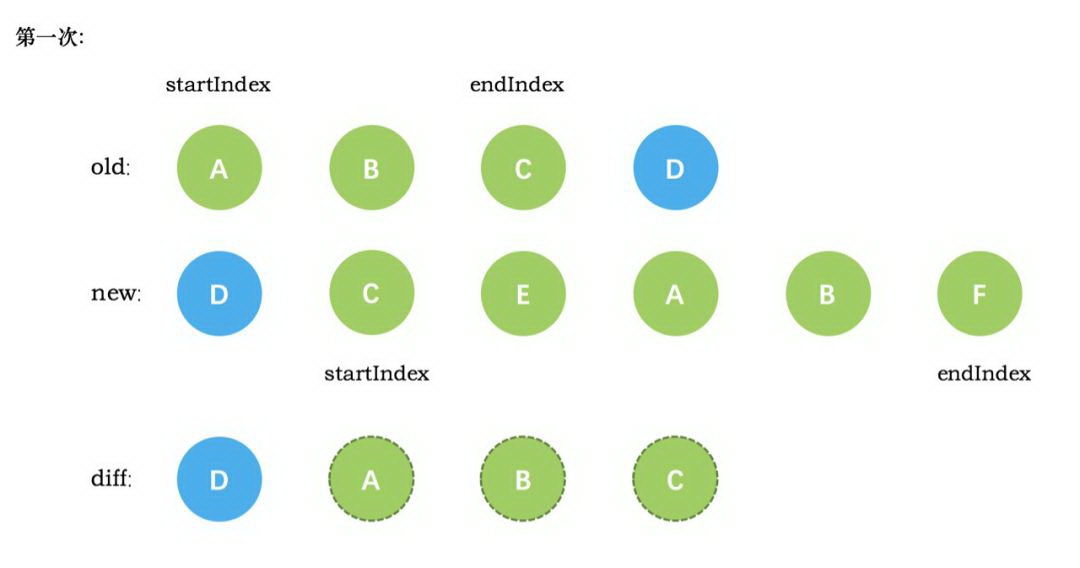 第一次:
startIndex endIndex
old: A B C D
new: D C E A B F
startIndex endIndex
diff: D A B C